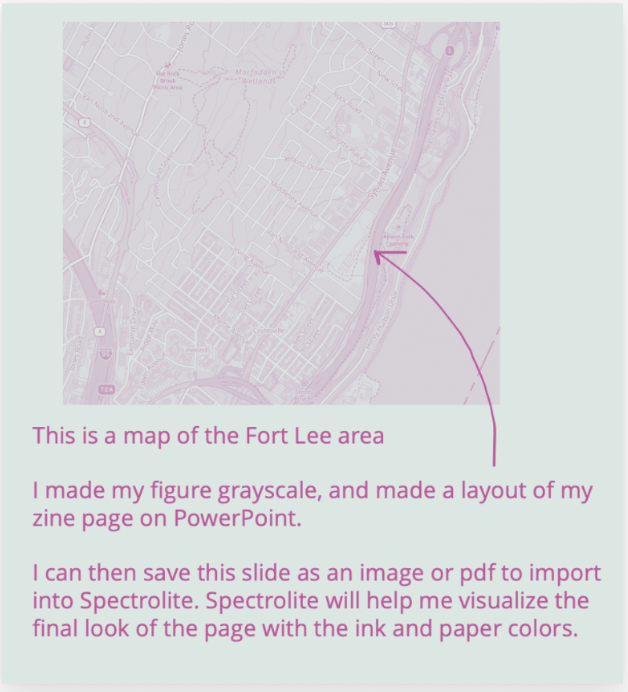 This is a map of the Fort Lee area
I made my figure grayscale, and made a layout of my
zine page on PowerPoint.
I can then save this slide as an image or pdf to import
into Spectrolite. Spectrolite will help me visualize the
final look of the page with the ink and paper colors.